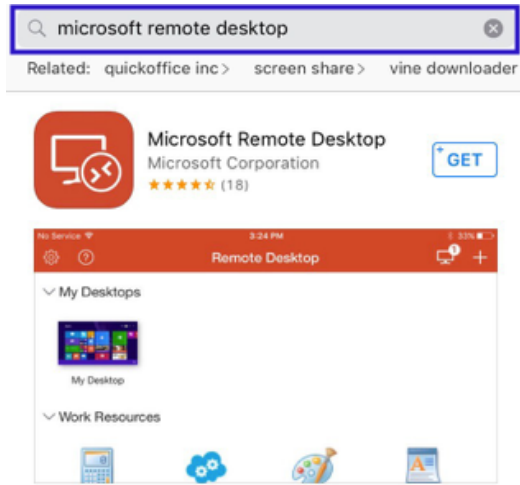 microsoft remote desktop
Related: quickoffice inc > screen share > vine downloader
Microsoft Remote Desktop
Microsoft Corporation
★★★★★ (18)
+ GET
No Service 3:24 PM 33%
Remote Desktop 1
My Desktops
My Desktop
Work Resources